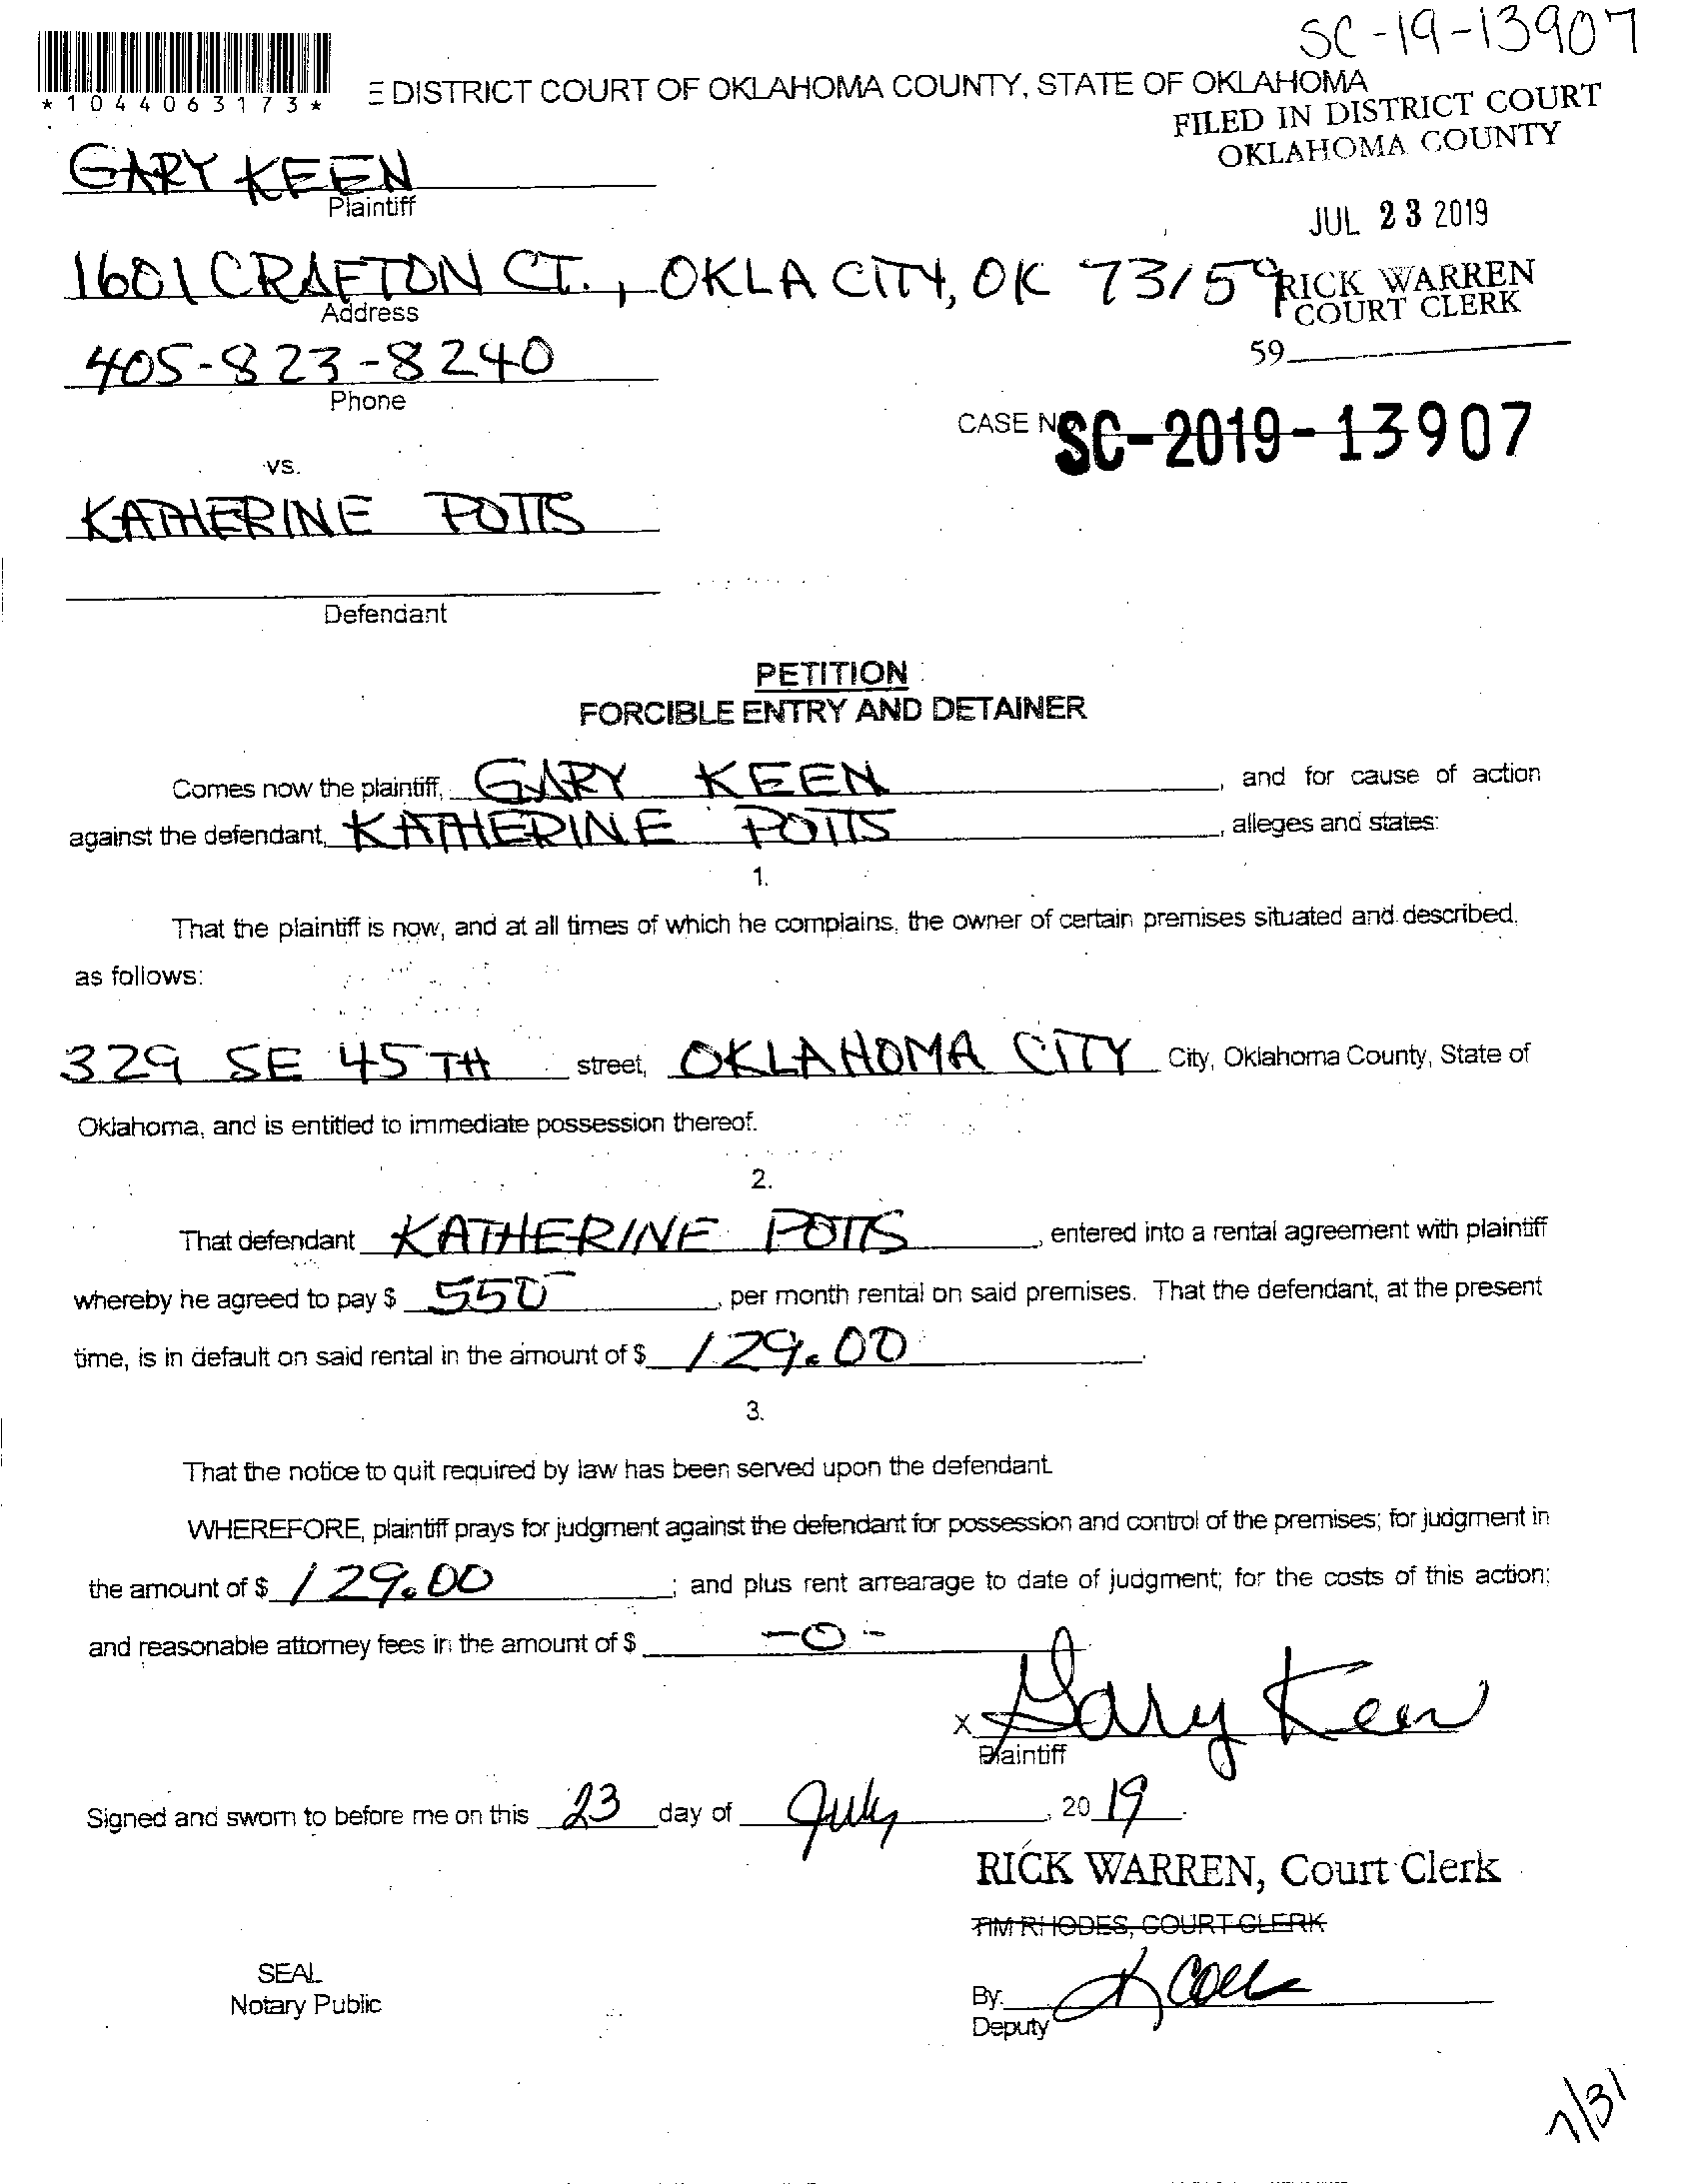 SC-19-13907
*1044063173*
E DISTRICT COURT OF OKLAHOMA COUNTY, STATE OF OKLAHOMA
FILED IN DISTRICT COURT
OKLAHOMA COUNTY
GARY KEEN
Plaintiff
JUL 23 2019
1601 CRAFTON CT., OKLA CITY, OK 73159
RICK WARREN
COURT CLERK
Address
59
405-823-8240
Phone
CASE NO SC-2019-13907
vs.
KATHERINE POTTS
Defendant
PETITION
FORCIBLE ENTRY AND DETAINER
Comes now the plaintiff, GARY KEEN, and for cause of action
against the defendant, KATHERINE POTTS, alleges and states:
1.
That the plaintiff is now, and at all times of which he complains, the owner of certain premises situated and described,
as follows:
329 SE 45TH street, OKLAHOMA CITY City, Oklahoma County, State of
Oklahoma, and is entitled to immediate possession thereof.
2.
That defendant KATHERINE POTTS, entered into a rental agreement with plaintiff
whereby he agreed to pay $ 550, per month rental on said premises. That the defendant, at the present
time, is in default on said rental in the amount of $ 129.00.
3.
That the notice to quit required by law has been served upon the defendant.
WHEREFORE, plaintiff prays for judgment against the defendant for possession and control of the premises; for judgment in
the amount of $ 129.00; and plus rent arrearage to date of judgment; for the costs of this action;
and reasonable attorney fees in the amount of $ -0-
X Gary Keen
Plaintiff
Signed and sworn to before me on this 23 day of July, 2019.
RICK WARREN, Court Clerk
TIM RHODES, COURT CLERK
SEAL
Notary Public
By:
Deputy
7/31